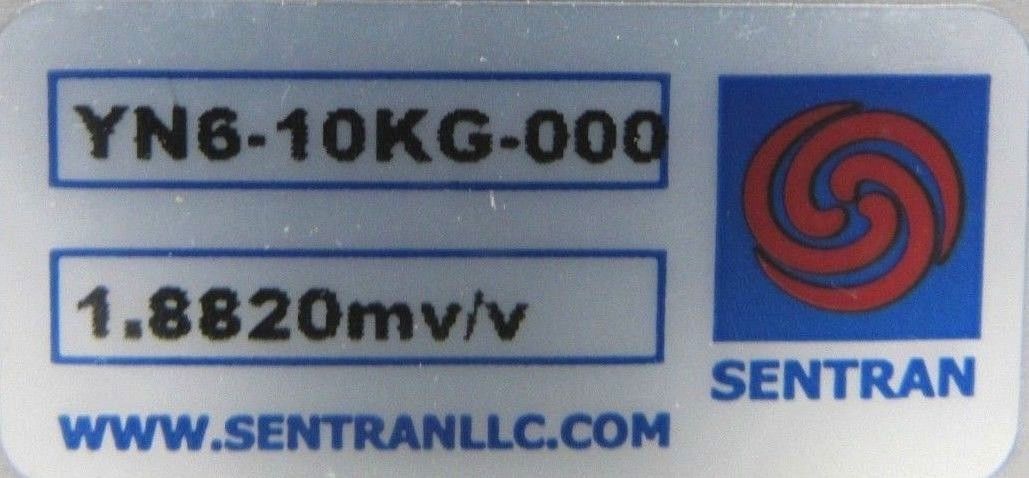 YN6-10KG-000
1.8820mv/v
SENTRAN
WWW.SENTRANLLC.COM